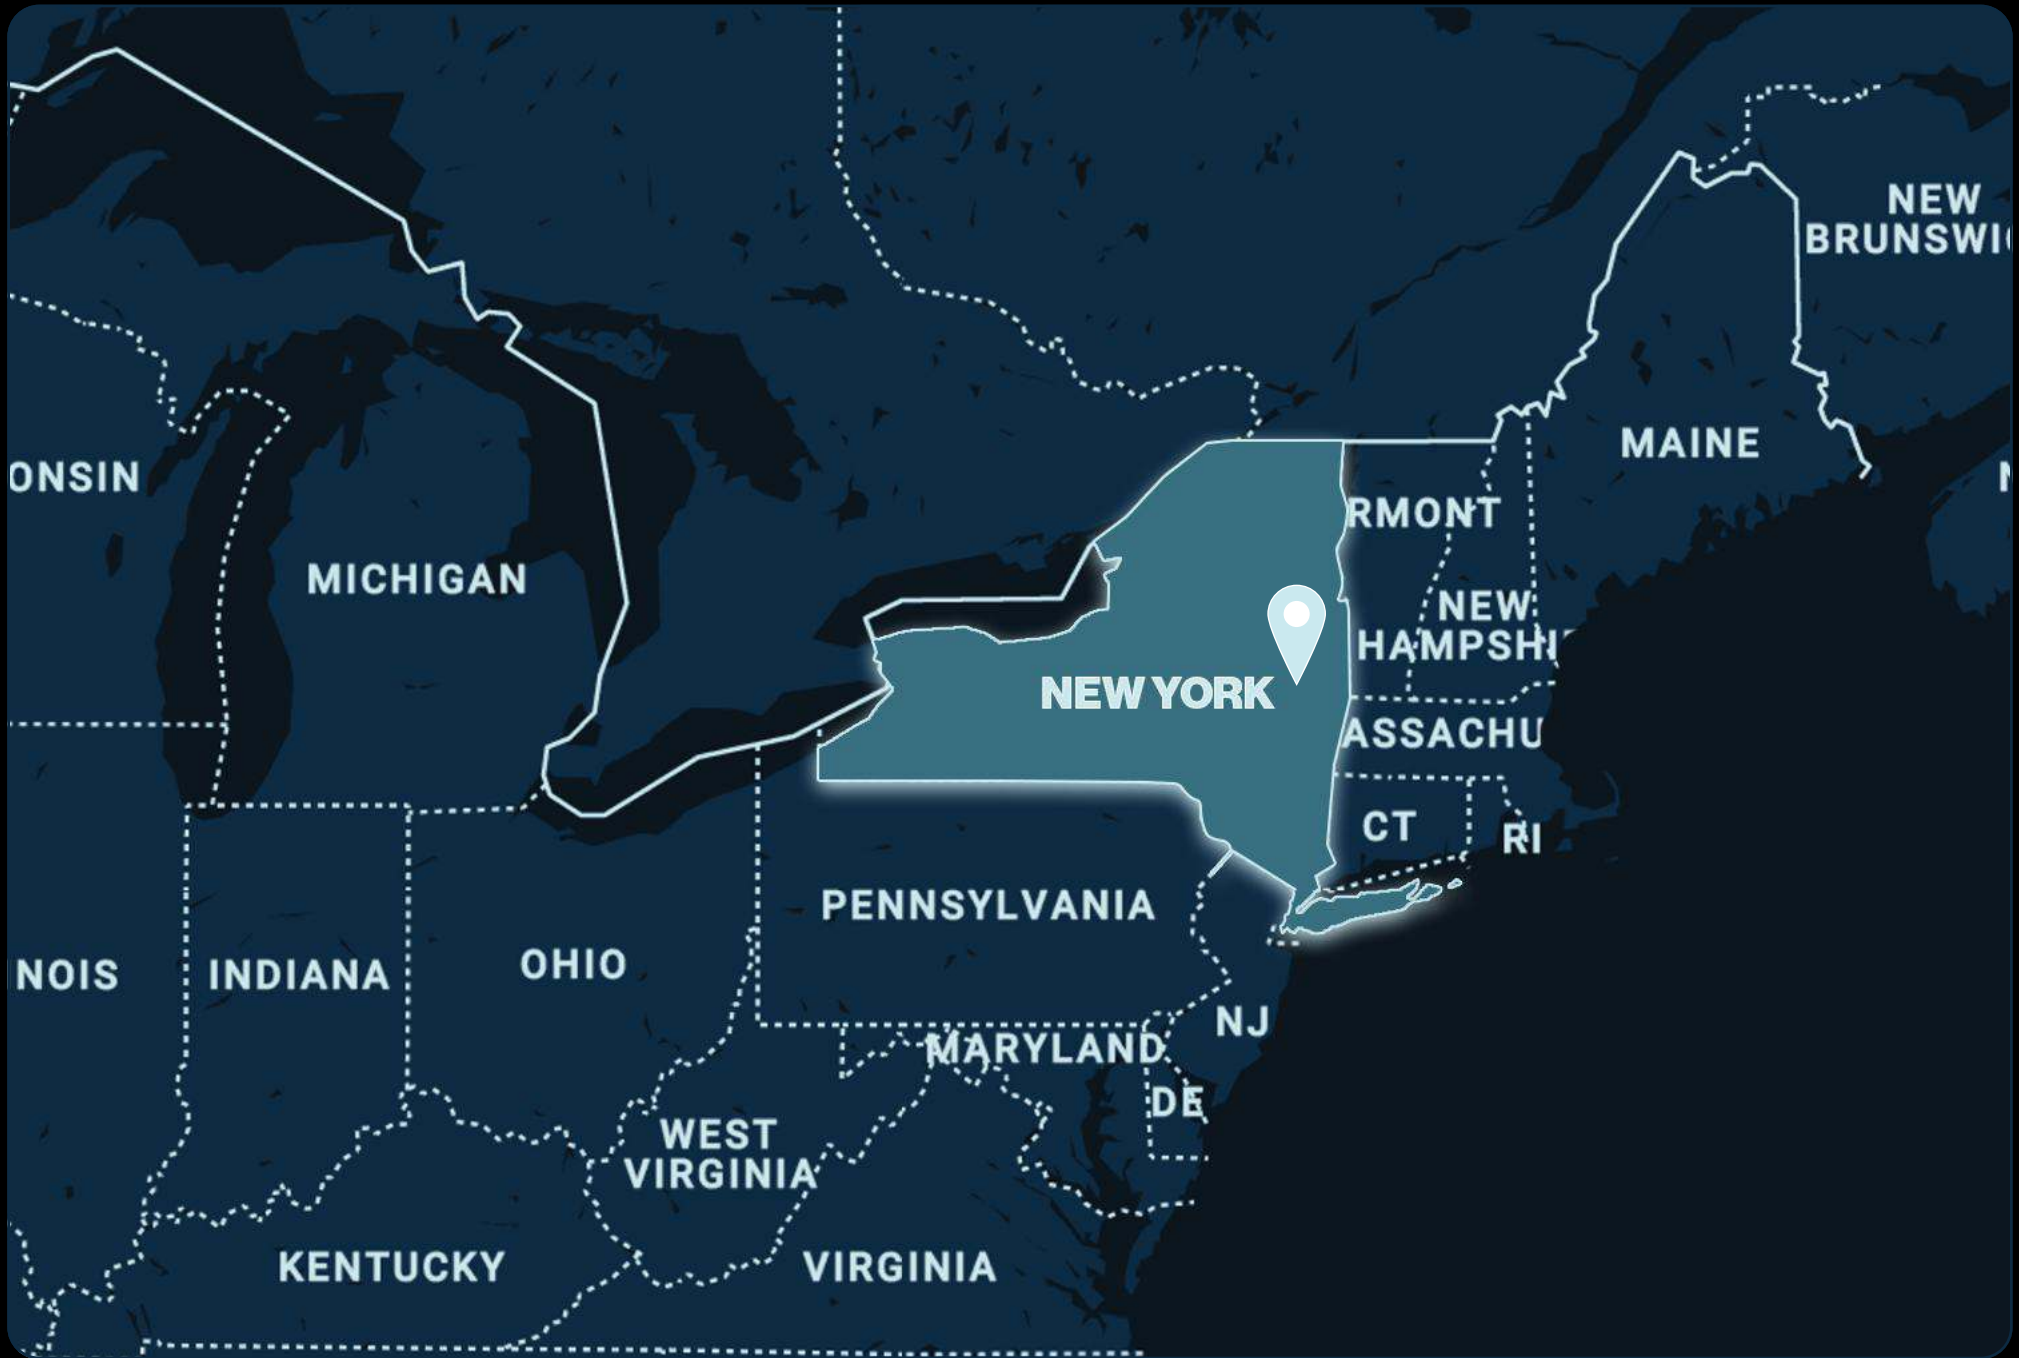 NEW
BRUNSWI
MAINE
ONSIN
N
RMONT
MICHIGAN
NEW
HAMPSHI
NEW YORK
ASSACHU
CT
RI
PENNSYLVANIA
OHIO
NOIS
INDIANA
NJ
MARYLAND
DE
WEST
VIRGINIA
KENTUCKY
VIRGINIA